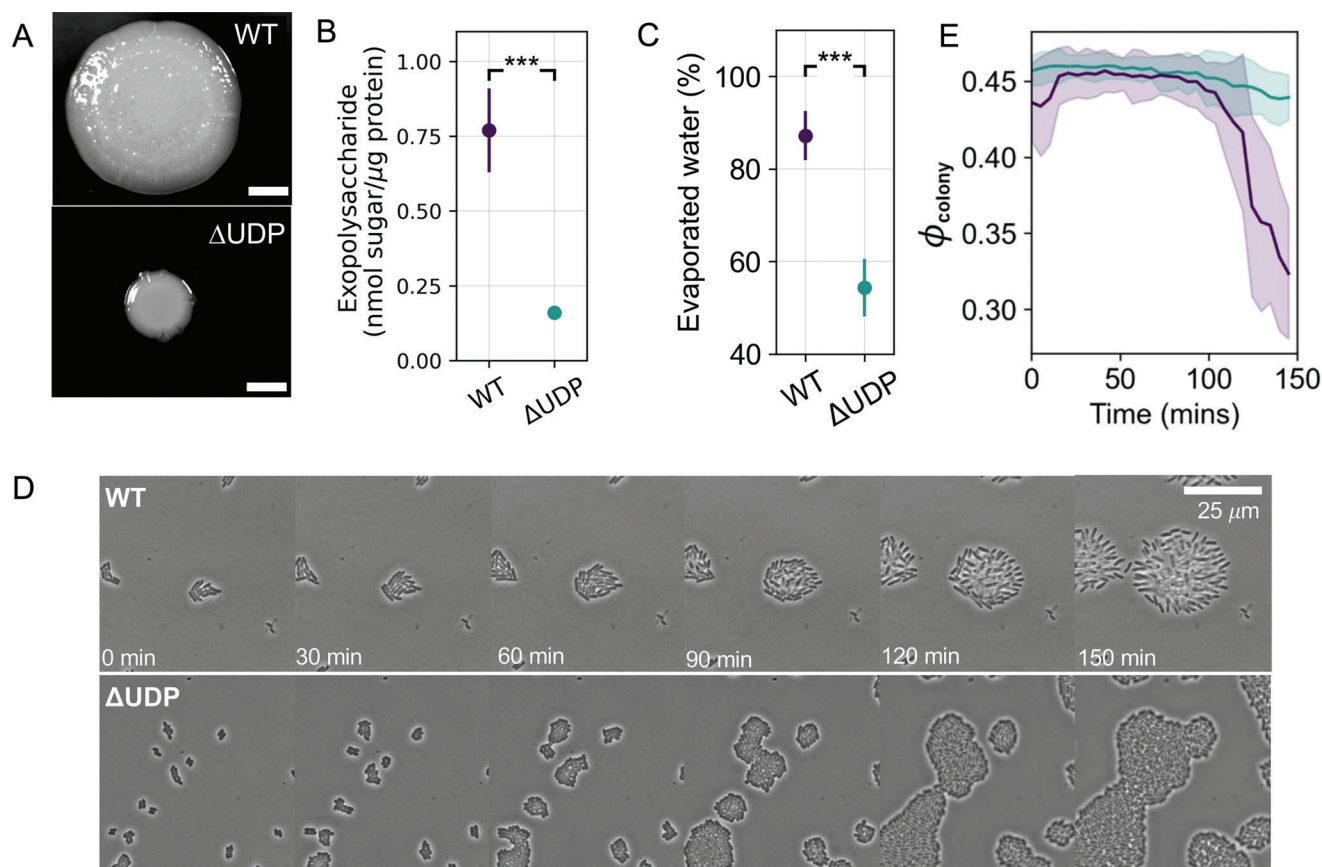 A
WT
ΔUDP
B
Exopolysaccharide
(nmol sugar/μg protein)
1.00
0.75
0.50
0.25
0.00
***
WT
ΔUDP
C
Evaporated water (%)
100
80
60
40
***
WT
ΔUDP
E
ϕcolony
0.45
0.40
0.35
0.30
0
50
100
150
Time (mins)
D
WT
25 μm
0 min
30 min
60 min
90 min
120 min
150 min
ΔUDP